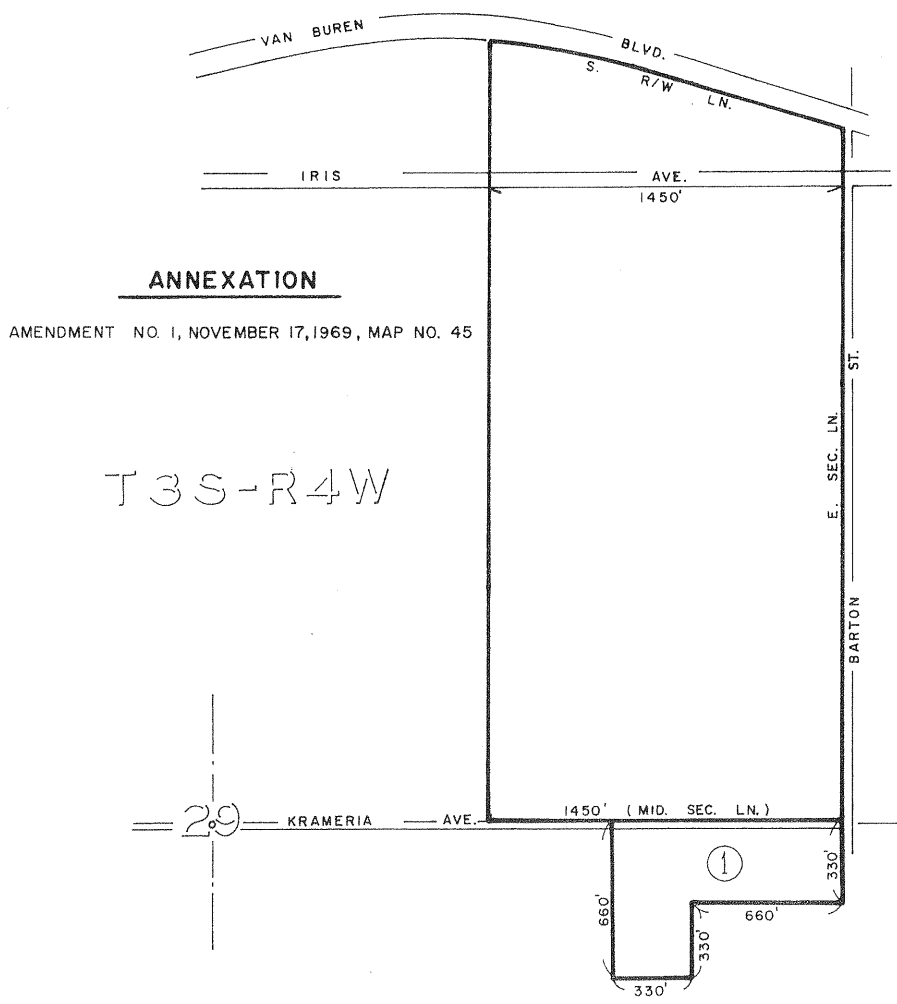 VAN BUREN BLVD.
S. R/W LN.
IRIS AVE.
1450'
ANNEXATION
AMENDMENT NO. 1, NOVEMBER 17, 1969, MAP NO. 45
T3S-R4W
E. SEC. LN.
BARTON ST.
29
KRAMERIA AVE.
1450' (MID. SEC. LN.)
1
330'
660'
660'
330'
330'